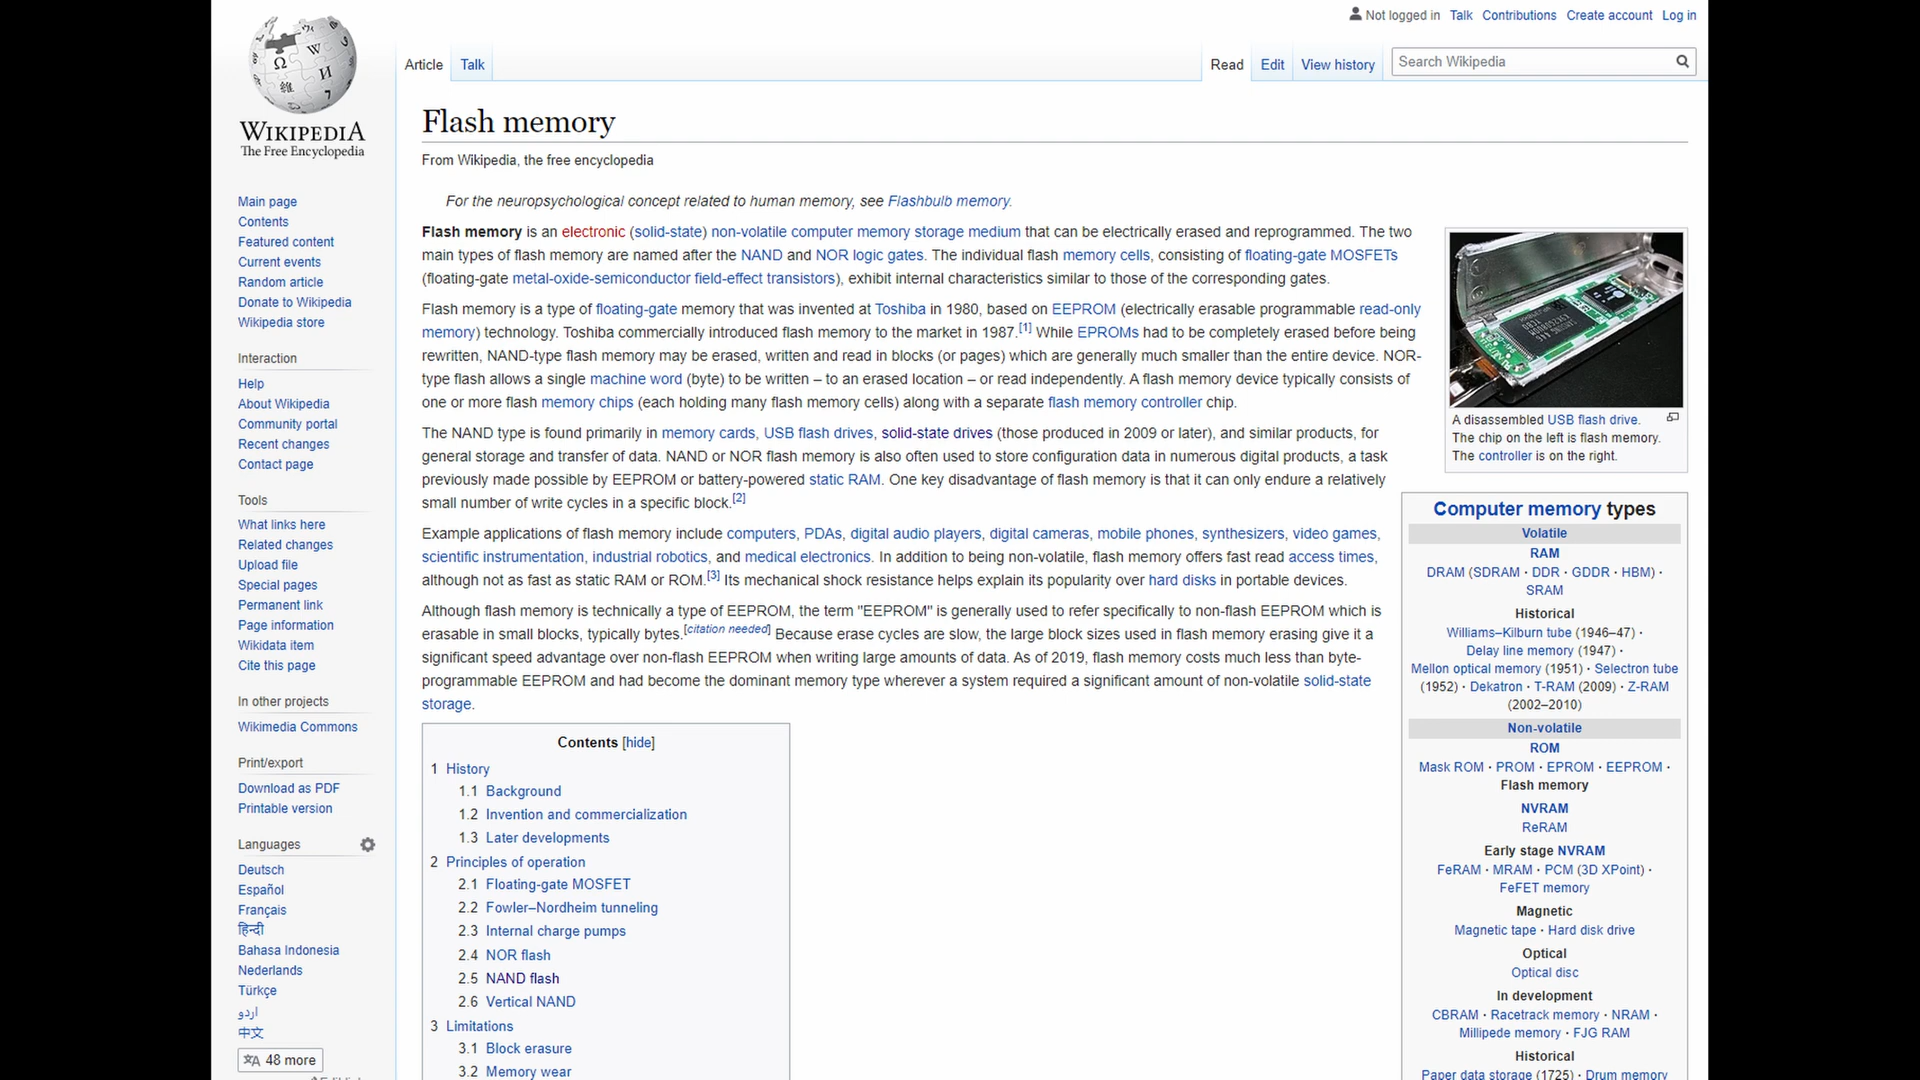 Not logged in Talk Contributions Create account Log in
Article Talk
Read Edit View history Search Wikipedia
WIKIPEDIA
The Free Encyclopedia
Main page
Contents
Featured content
Current events
Random article
Donate to Wikipedia
Wikipedia store
Interaction
Help
About Wikipedia
Community portal
Recent changes
Contact page
Tools
What links here
Related changes
Upload file
Special pages
Permanent link
Page information
Wikidata item
Cite this page
In other projects
Wikimedia Commons
Print/export
Download as PDF
Printable version
Languages
Deutsch
Español
Français
हिन्दी
Bahasa Indonesia
Nederlands
Türkçe
اردو
中文
48 more
Flash memory
From Wikipedia, the free encyclopedia
For the neuropsychological concept related to human memory, see Flashbulb memory.
Flash memory is an electronic (solid-state) non-volatile computer memory storage medium that can be electrically erased and reprogrammed. The two
main types of flash memory are named after the NAND and NOR logic gates. The individual flash memory cells, consisting of floating-gate MOSFETs
(floating-gate metal-oxide-semiconductor field-effect transistors), exhibit internal characteristics similar to those of the corresponding gates.
Flash memory is a type of floating-gate memory that was invented at Toshiba in 1980, based on EEPROM (electrically erasable programmable read-only
memory) technology. Toshiba commercially introduced flash memory to the market in 1987.[1] While EPROMs had to be completely erased before being
rewritten, NAND-type flash memory may be erased, written and read in blocks (or pages) which are generally much smaller than the entire device. NOR-
type flash allows a single machine word (byte) to be written – to an erased location – or read independently. A flash memory device typically consists of
one or more flash memory chips (each holding many flash memory cells) along with a separate flash memory controller chip.
The NAND type is found primarily in memory cards, USB flash drives, solid-state drives (those produced in 2009 or later), and similar products, for
general storage and transfer of data. NAND or NOR flash memory is also often used to store configuration data in numerous digital products, a task
previously made possible by EEPROM or battery-powered static RAM. One key disadvantage of flash memory is that it can only endure a relatively
small number of write cycles in a specific block.[2]
Example applications of flash memory include computers, PDAs, digital audio players, digital cameras, mobile phones, synthesizers, video games,
scientific instrumentation, industrial robotics, and medical electronics. In addition to being non-volatile, flash memory offers fast read access times,
although not as fast as static RAM or ROM.[3] Its mechanical shock resistance helps explain its popularity over hard disks in portable devices.
Although flash memory is technically a type of EEPROM, the term "EEPROM" is generally used to refer specifically to non-flash EEPROM which is
erasable in small blocks, typically bytes.[citation needed] Because erase cycles are slow, the large block sizes used in flash memory erasing give it a
significant speed advantage over non-flash EEPROM when writing large amounts of data. As of 2019, flash memory costs much less than byte-
programmable EEPROM and had become the dominant memory type wherever a system required a significant amount of non-volatile solid-state
storage.
Contents [hide]
1 History
1.1 Background
1.2 Invention and commercialization
1.3 Later developments
2 Principles of operation
2.1 Floating-gate MOSFET
2.2 Fowler–Nordheim tunneling
2.3 Internal charge pumps
2.4 NOR flash
2.5 NAND flash
2.6 Vertical NAND
3 Limitations
3.1 Block erasure
3.2 Memory wear
A disassembled USB flash drive.
The chip on the left is flash memory.
The controller is on the right.
Computer memory types
Volatile
RAM
DRAM (SDRAM · DDR · GDDR · HBM) ·
SRAM
Historical
Williams–Kilburn tube (1946–47) ·
Delay line memory (1947) ·
Mellon optical memory (1951) · Selectron tube
(1952) · Dekatron · T-RAM (2009) · Z-RAM
(2002–2010)
Non-volatile
ROM
Mask ROM · PROM · EPROM · EEPROM ·
Flash memory
NVRAM
ReRAM
Early stage NVRAM
FeRAM · MRAM · PCM (3D XPoint) ·
FeFET memory
Magnetic
Magnetic tape · Hard disk drive
Optical
Optical disc
In development
CBRAM · Racetrack memory · NRAM ·
Millipede memory · FJG RAM
Historical
Paper data storage (1725) · Drum memory